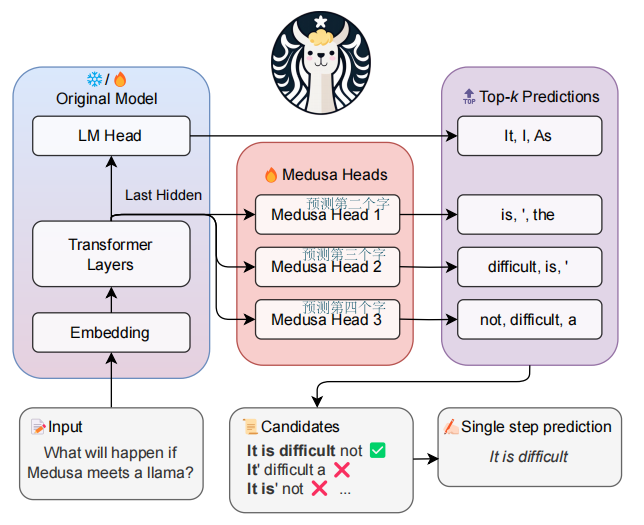 ❄️/🔥
Original Model
LM Head
Last Hidden
Transformer
Layers
Embedding
🔥 Medusa Heads
预测第二个字
Medusa Head 1
预测第三个字
Medusa Head 2
预测第四个字
Medusa Head 3
TOP
Top-k Predictions
It, I, As
is, ', the
difficult, is, '
not, difficult, a
📝Input
What will happen if
Medusa meets a llama?
📜Candidates
It is difficult not ✅
It' difficult a ❌
It is' not ❌ ...
✍🏻Single step prediction
It is difficult